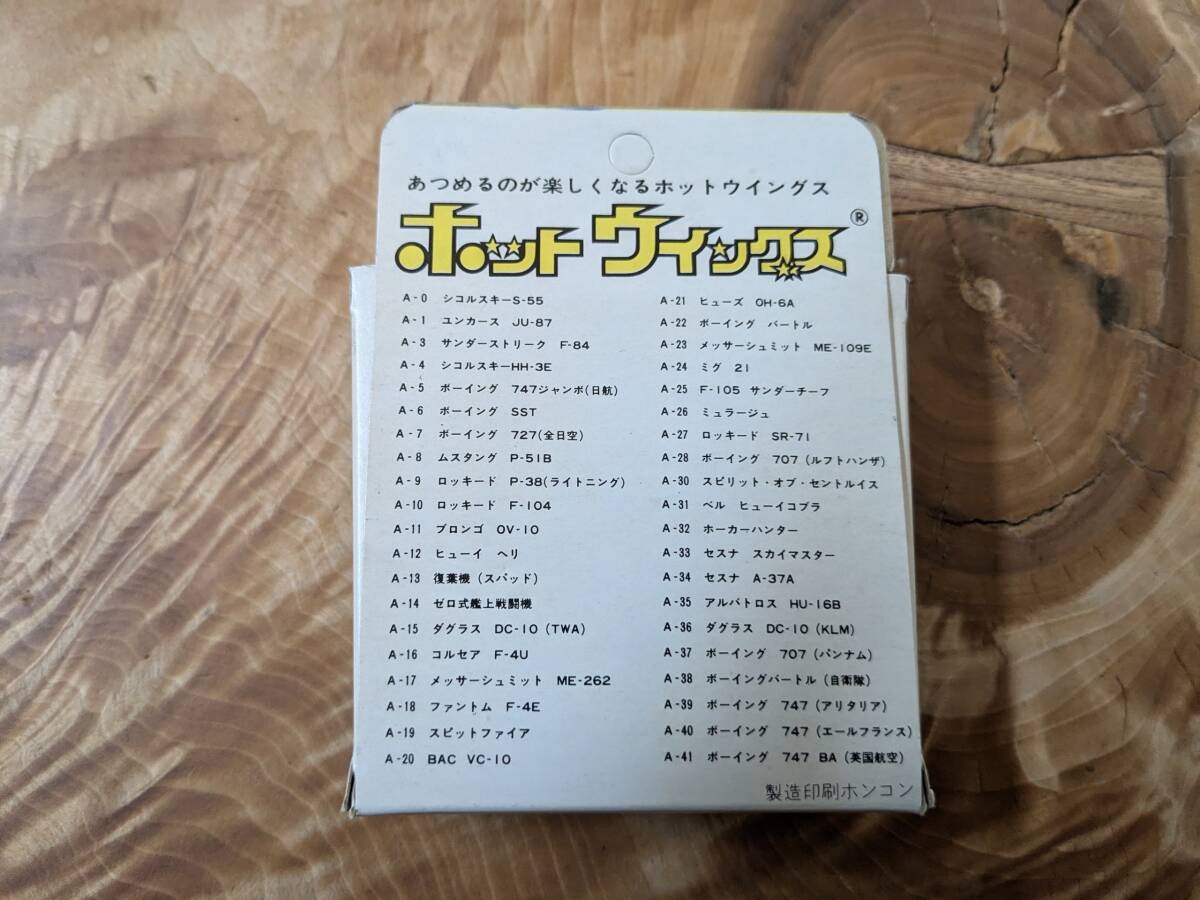 あつめるのが楽しくなるホットウイングス
ホットウイングス®
A-0 シコルスキーS-55
A-1 ユンカース JU-87
A-3 サンダーストリーク F-84
A-4 シコルスキーHH-3E
A-5 ボーイング 747ジャンボ(日航)
A-6 ボーイング SST
A-7 ボーイング 727(全日空)
A-8 ムスタング P-51B
A-9 ロッキード P-38(ライトニング)
A-10 ロッキード F-104
A-11 ブロンゴ OV-10
A-12 ヒューイ ヘリ
A-13 復葉機(スパッド)
A-14 ゼロ式艦上戦闘機
A-15 ダグラス DC-10(TWA)
A-16 コルセア F-4U
A-17 メッサーシュミット ME-262
A-18 ファントム F-4E
A-19 スピットファイア
A-20 BAC VC-10
A-21 ヒューズ OH-6A
A-22 ボーイング バートル
A-23 メッサーシュミット ME-109E
A-24 ミグ 21
A-25 F-105 サンダーチーフ
A-26 ミュラージュ
A-27 ロッキード SR-71
A-28 ボーイング 707(ルフトハンザ)
A-30 スピリット・オブ・セントルイス
A-31 ベル ヒューイコブラ
A-32 ホーカーハンター
A-33 セスナ スカイマスター
A-34 セスナ A-37A
A-35 アルバトロス HU-16B
A-36 ダグラス DC-10(KLM)
A-37 ボーイング 707(パンナム)
A-38 ボーイングバートル(自衛隊)
A-39 ボーイング 747(アリタリア)
A-40 ボーイング 747(エールフランス)
A-41 ボーイング 747 BA(英国航空)
製造印刷ホンコン